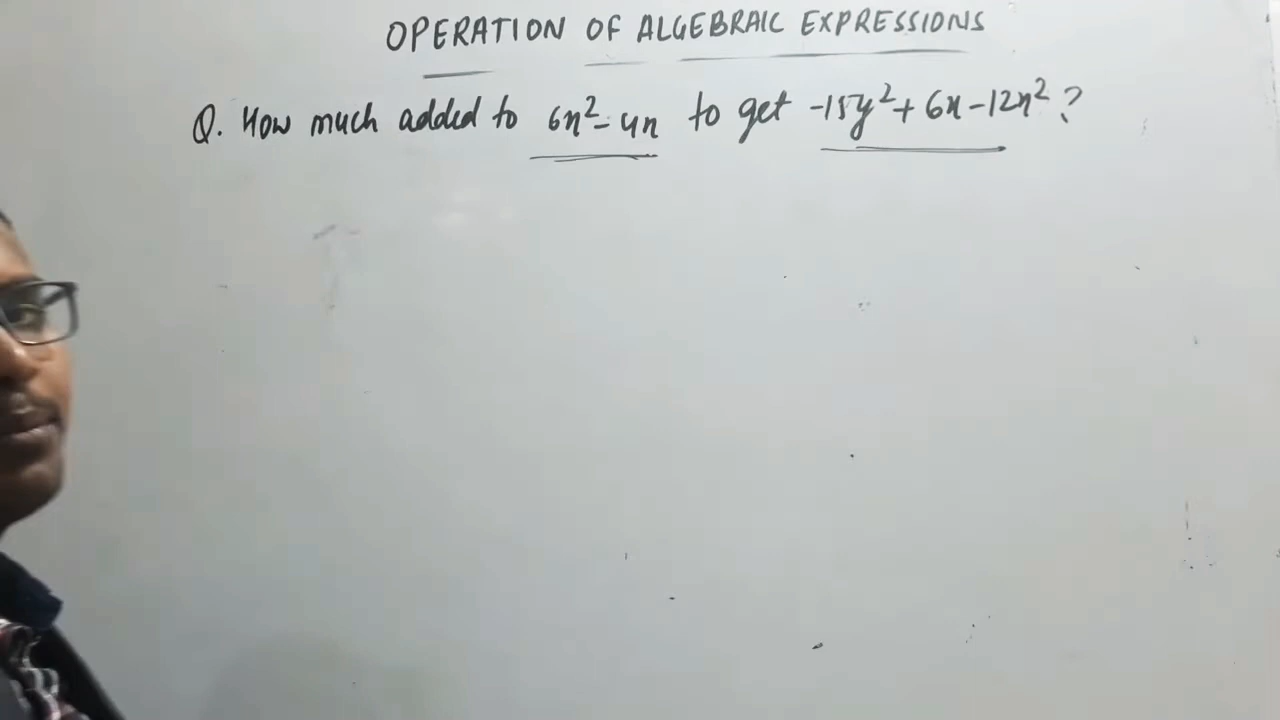 OPERATION OF ALGEBRAIC EXPRESSIONS
Q. How much added to 6x²-4x to get -15y²+6x-12x²?